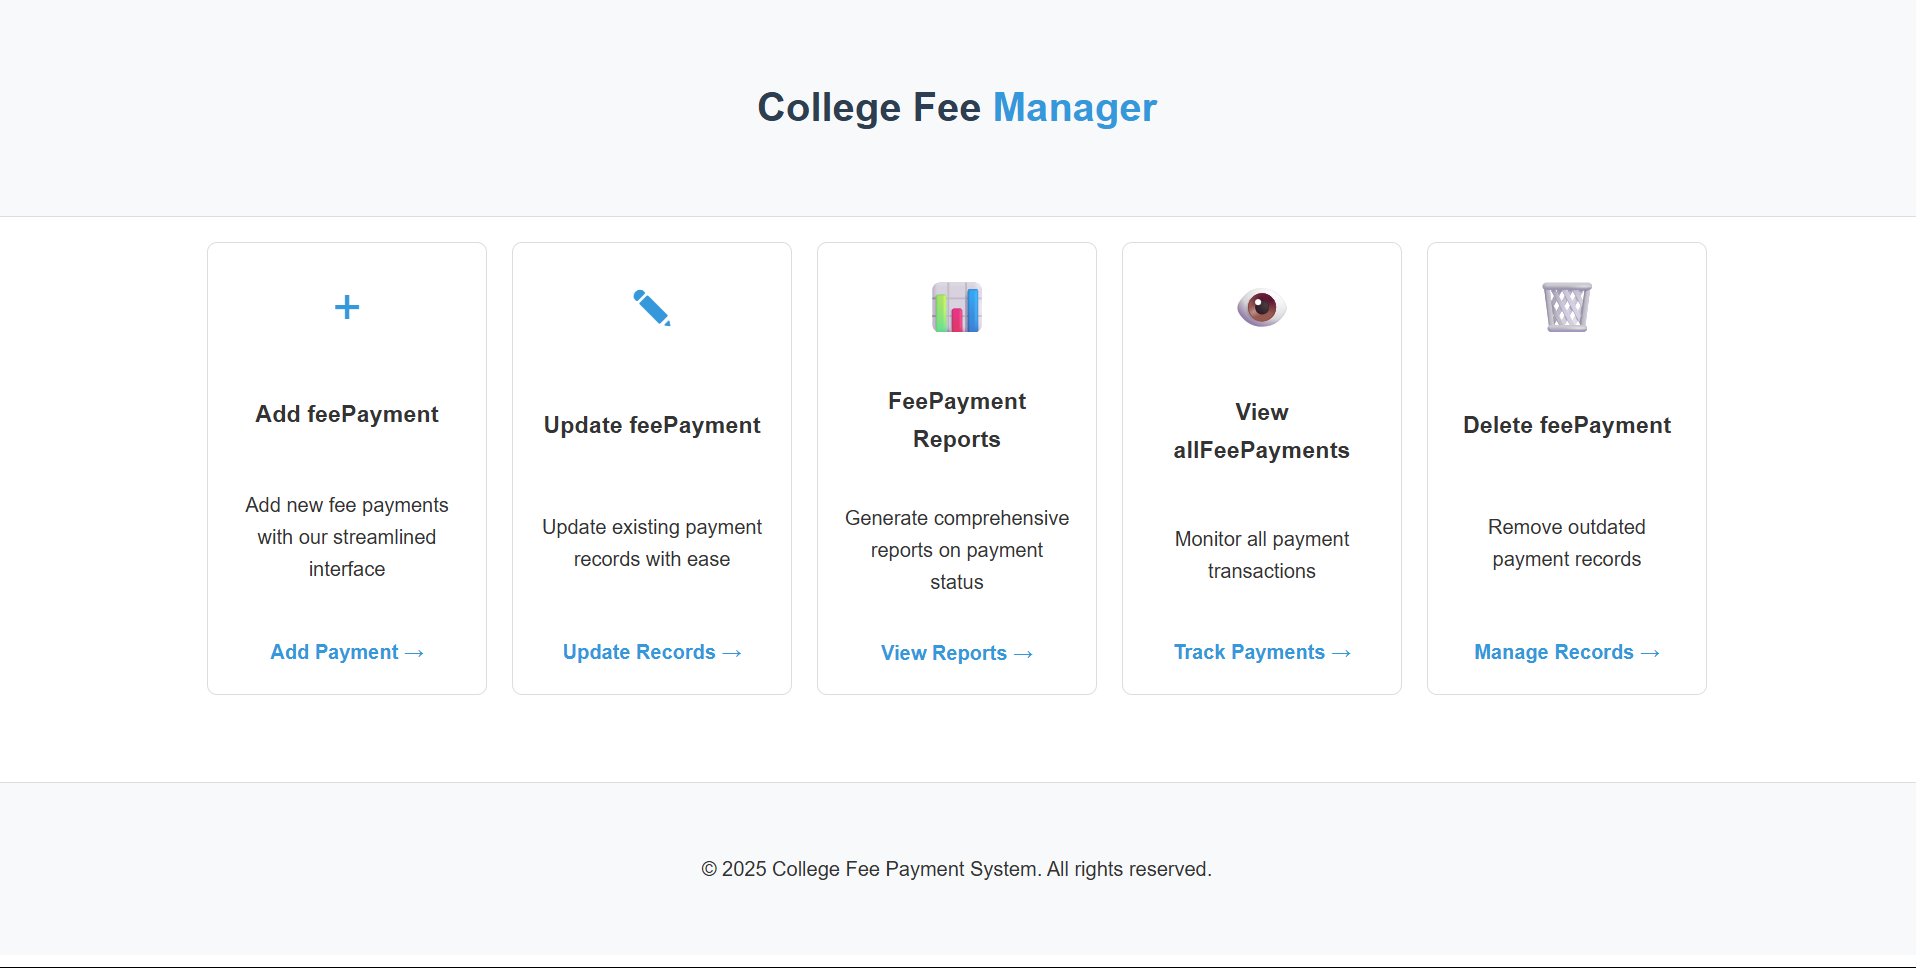 College Fee Manager
+
Add feePayment
Add new fee payments
with our streamlined
interface
Add Payment →
Update feePayment
Update existing payment
records with ease
Update Records →
FeePayment
Reports
Generate comprehensive
reports on payment
status
View Reports →
View
allFeePayments
Monitor all payment
transactions
Track Payments →
Delete feePayment
Remove outdated
payment records
Manage Records →
© 2025 College Fee Payment System. All rights reserved.